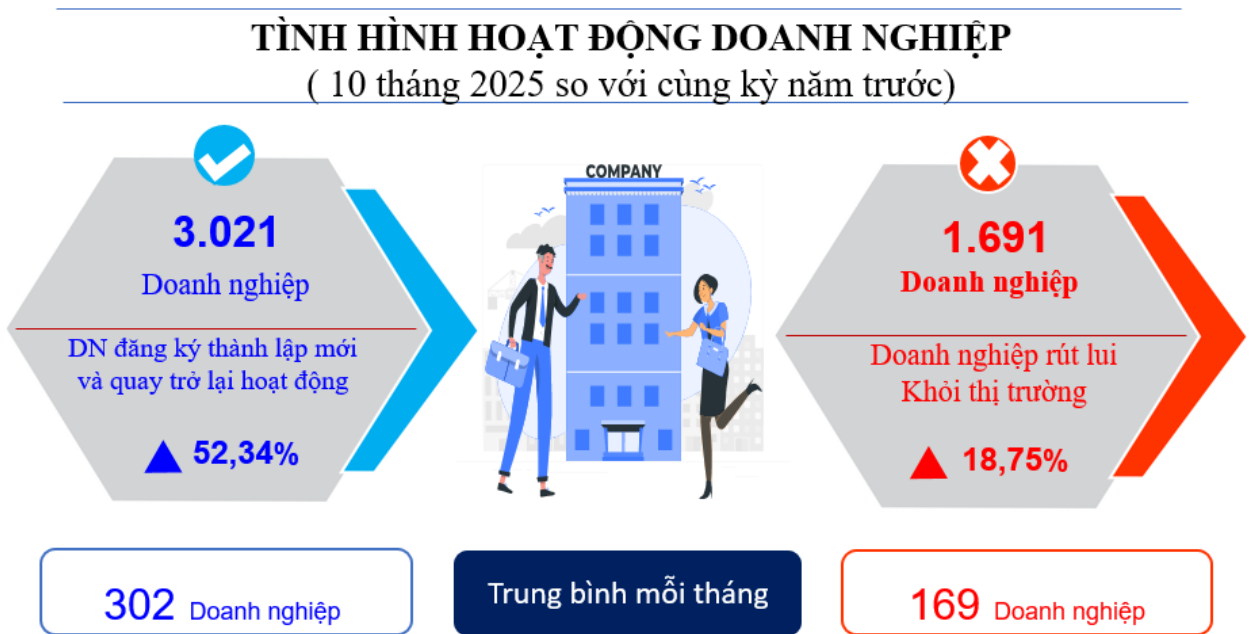 TÌNH HÌNH HOẠT ĐỘNG DOANH NGHIỆP
( 10 tháng 2025 so với cùng kỳ năm trước)
3.021
Doanh nghiệp
DN đăng ký thành lập mới
và quay trở lại hoạt động
52,34%
COMPANY
1.691
Doanh nghiệp
Doanh nghiệp rút lui
Khỏi thị trường
18,75%
302 Doanh nghiệp
Trung bình mỗi tháng
169 Doanh nghiệp